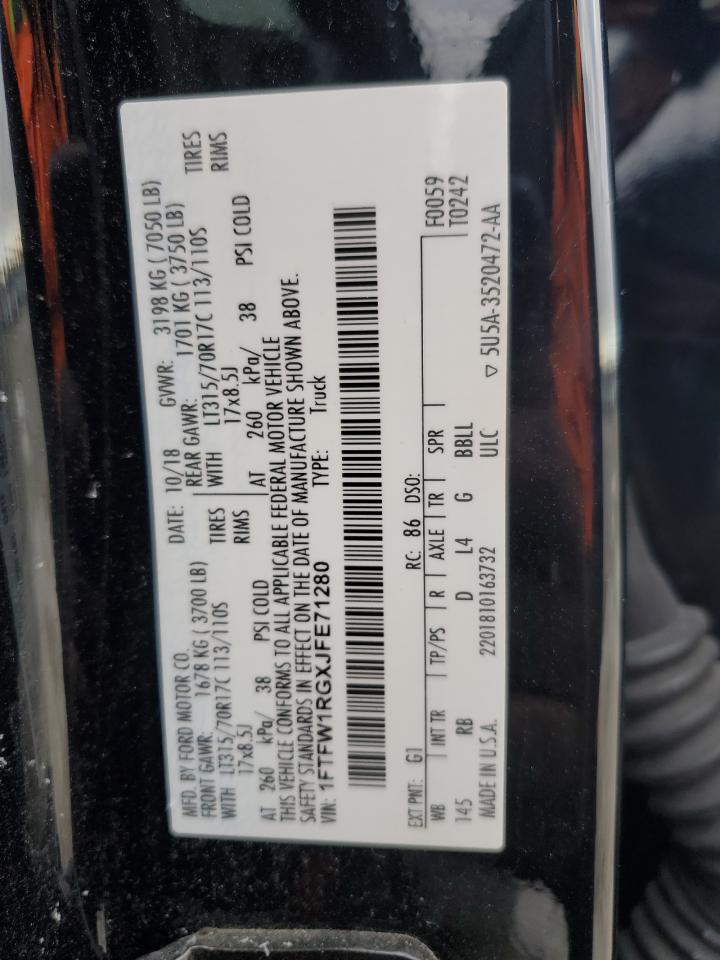 MFD. BY FORD MOTOR CO. DATE: 10/18 GVWR: 3198 KG ( 7050 LB)
FRONT GAWR: 1678 KG ( 3700 LB) REAR GAWR: 1701 KG ( 3750 LB)
WITH LT315/70R17C 113/110S TIRES WITH LT315/70R17C 113/110S TIRES
17x8.5J RIMS 17x8.5J RIMS
AT 260 kPa/ 38 PSI COLD AT 260 kPa/ 38 PSI COLD
THIS VEHICLE CONFORMS TO ALL APPLICABLE FEDERAL MOTOR VEHICLE
SAFETY STANDARDS IN EFFECT ON THE DATE OF MANUFACTURE SHOWN ABOVE.
VIN: 1FTFW1RGXJFE71280 TYPE: Truck
EXT PNT: G1 RC: 86 DSO: F0059
WB INT TR TP/PS R AXLE TR SPR T0242
145 RB D L4 G BBLL
MADE IN U.S.A. 2201810163732 ULC ▽ 5U5A-3520472-AA